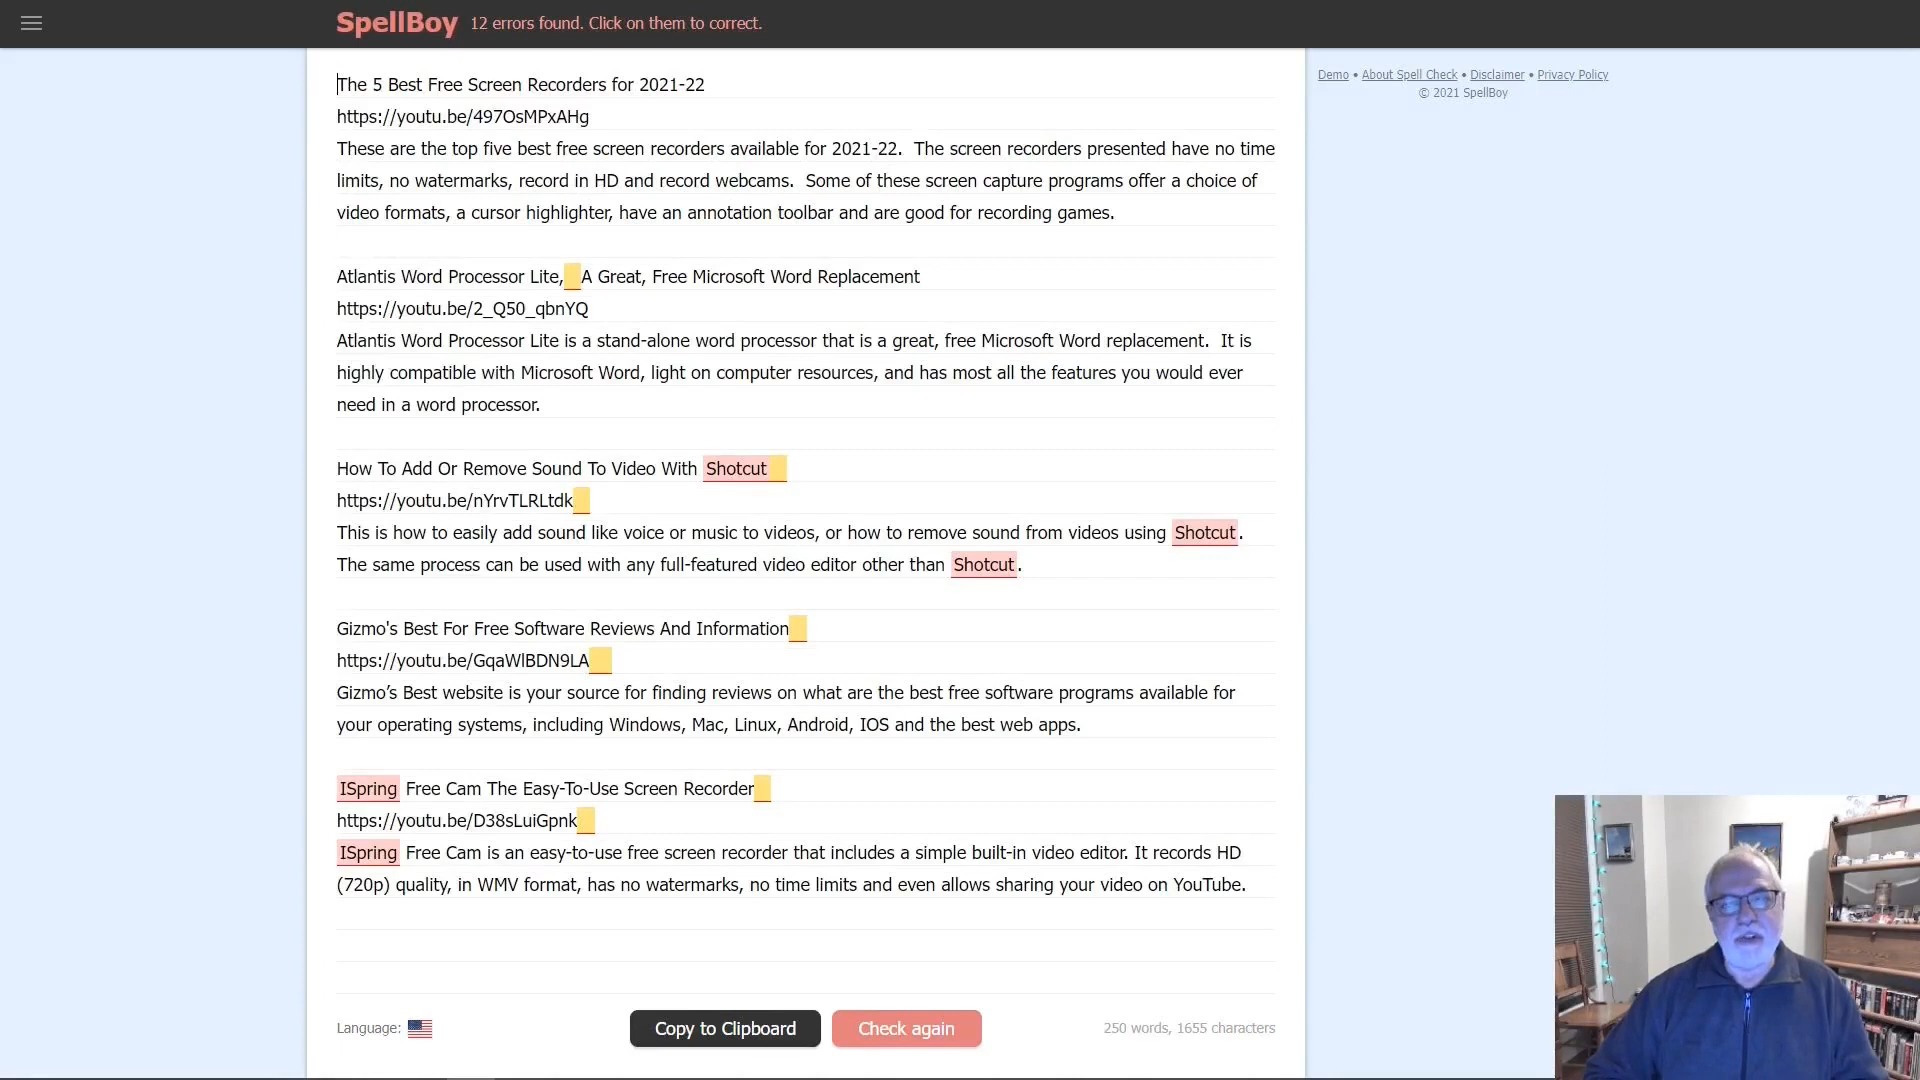 SpellBoy 12 errors found. Click on them to correct.
Demo • About Spell Check • Disclaimer • Privacy Policy
© 2021 SpellBoy
The 5 Best Free Screen Recorders for 2021-22
https://youtu.be/497OsMPxAHg
These are the top five best free screen recorders available for 2021-22.  The screen recorders presented have no time
limits, no watermarks, record in HD and record webcams.  Some of these screen capture programs offer a choice of
video formats, a cursor highlighter, have an annotation toolbar and are good for recording games.
Atlantis Word Processor Lite,  A Great, Free Microsoft Word Replacement
https://youtu.be/2_Q50_qbnYQ
Atlantis Word Processor Lite is a stand-alone word processor that is a great, free Microsoft Word replacement.  It is
highly compatible with Microsoft Word, light on computer resources, and has most all the features you would ever
need in a word processor.
How To Add Or Remove Sound To Video With Shotcut
https://youtu.be/nYrvTLRLtdk
This is how to easily add sound like voice or music to videos, or how to remove sound from videos using Shotcut.
The same process can be used with any full-featured video editor other than Shotcut.
Gizmo's Best For Free Software Reviews And Information
https://youtu.be/GqaWlBDN9LA
Gizmo’s Best website is your source for finding reviews on what are the best free software programs available for
your operating systems, including Windows, Mac, Linux, Android, IOS and the best web apps.
ISpring Free Cam The Easy-To-Use Screen Recorder
https://youtu.be/D38sLuiGpnk
ISpring Free Cam is an easy-to-use free screen recorder that includes a simple built-in video editor. It records HD
(720p) quality, in WMV format, has no watermarks, no time limits and even allows sharing your video on YouTube.
Language: Copy to Clipboard Check again 250 words, 1655 characters